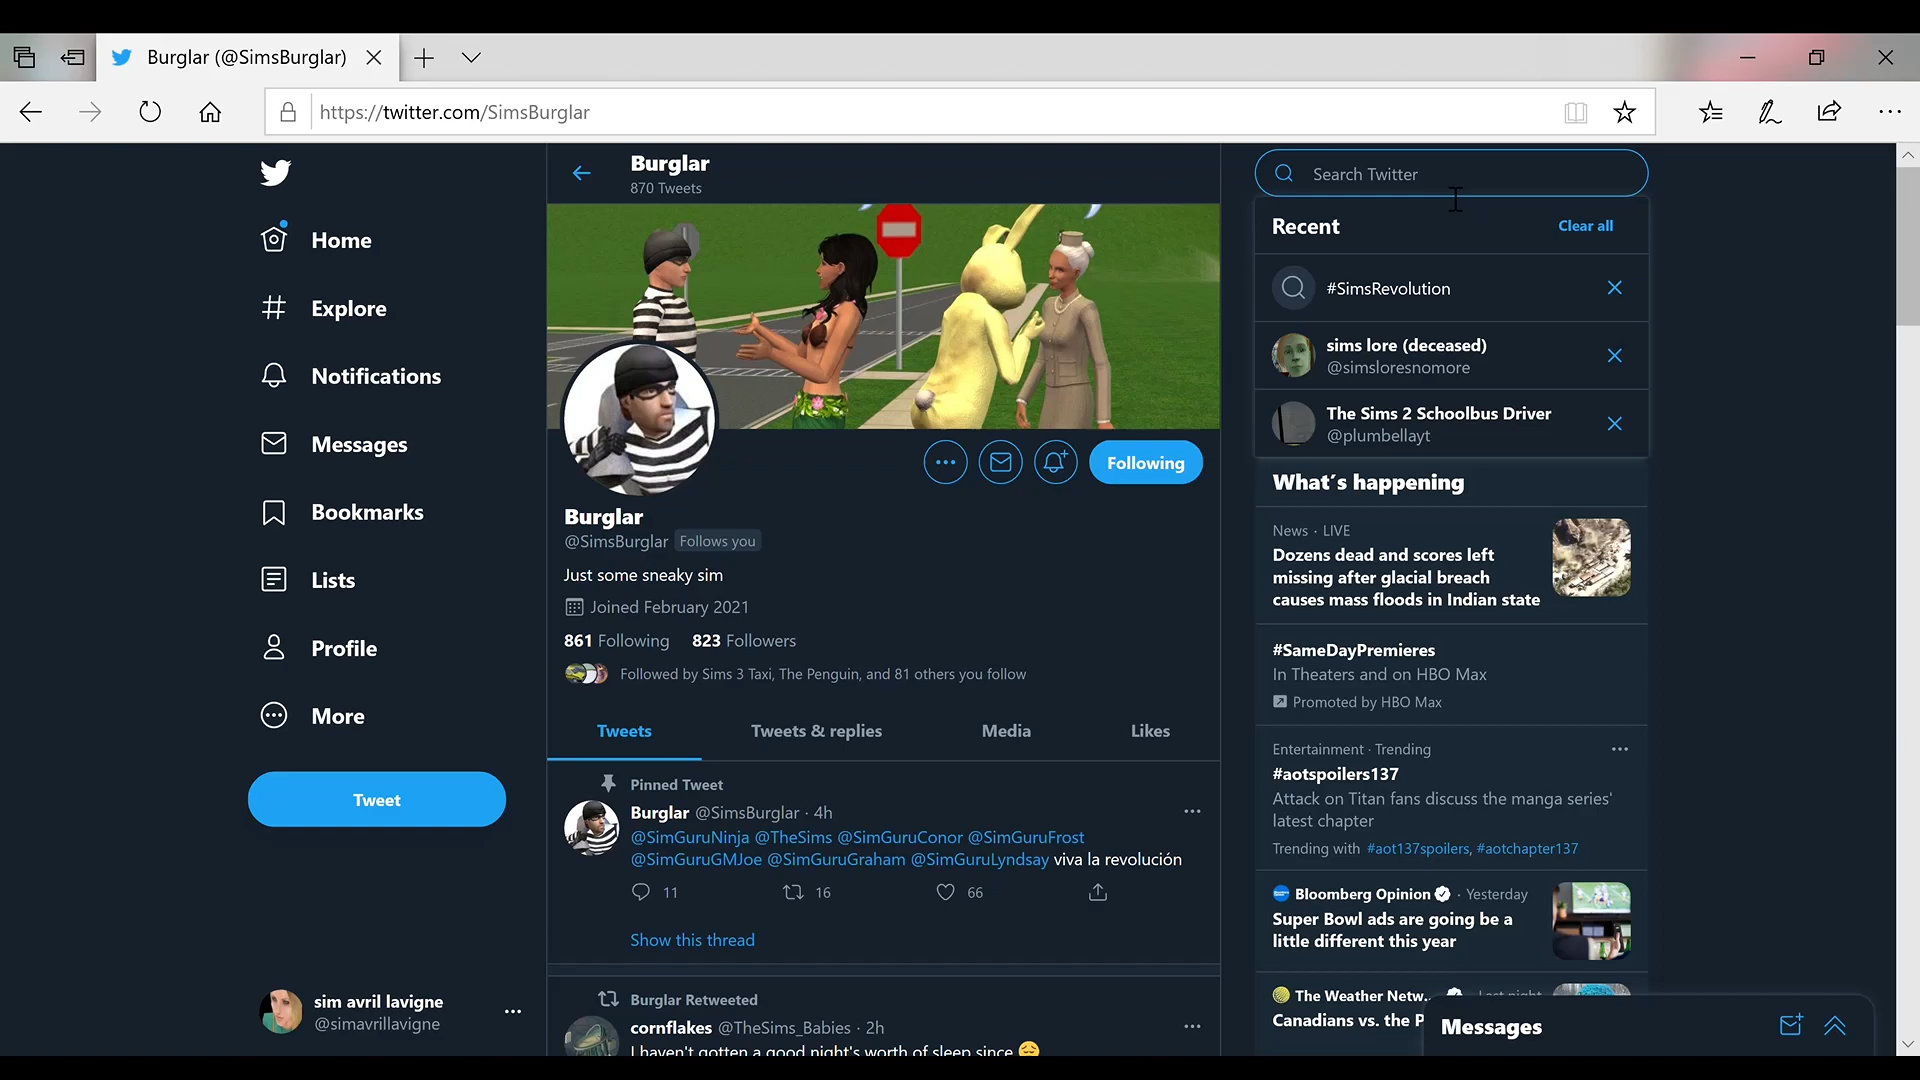 Burglar (@SimsBurglar)
https://twitter.com/SimsBurglar
Home
Explore
Notifications
Messages
Bookmarks
Lists
Profile
More
Tweet
sim avril lavigne
@simavrillavigne
Burglar
870 Tweets
Following
Burglar
@SimsBurglar Follows you
Just some sneaky sim
Joined February 2021
861 Following 823 Followers
Followed by Sims 3 Taxi, The Penguin, and 81 others you follow
Tweets Tweets & replies Media Likes
Pinned Tweet
Burglar @SimsBurglar · 4h
@SimGuruNinja @TheSims @SimGuruConor @SimGuruFrost
@SimGuruGMJoe @SimGuruGraham @SimGuruLyndsay viva la revolución
11 16 66
Show this thread
Burglar Retweeted
cornflakes @TheSims_Babies · 2h
I haven't gotten a good night's worth of sleep since 😔
Search Twitter
Recent Clear all
#SimsRevolution
sims lore (deceased)
@simsloresnomore
The Sims 2 Schoolbus Driver
@plumbellayt
What's happening
News · LIVE
Dozens dead and scores left
missing after glacial breach
causes mass floods in Indian state
#SameDayPremieres
In Theaters and on HBO Max
Promoted by HBO Max
Entertainment · Trending
#aotspoilers137
Attack on Titan fans discuss the manga series'
latest chapter
Trending with #aot137spoilers, #aotchapter137
Bloomberg Opinion · Yesterday
Super Bowl ads are going be a
little different this year
The Weather Netw... Last night
Canadians vs. the P
Messages